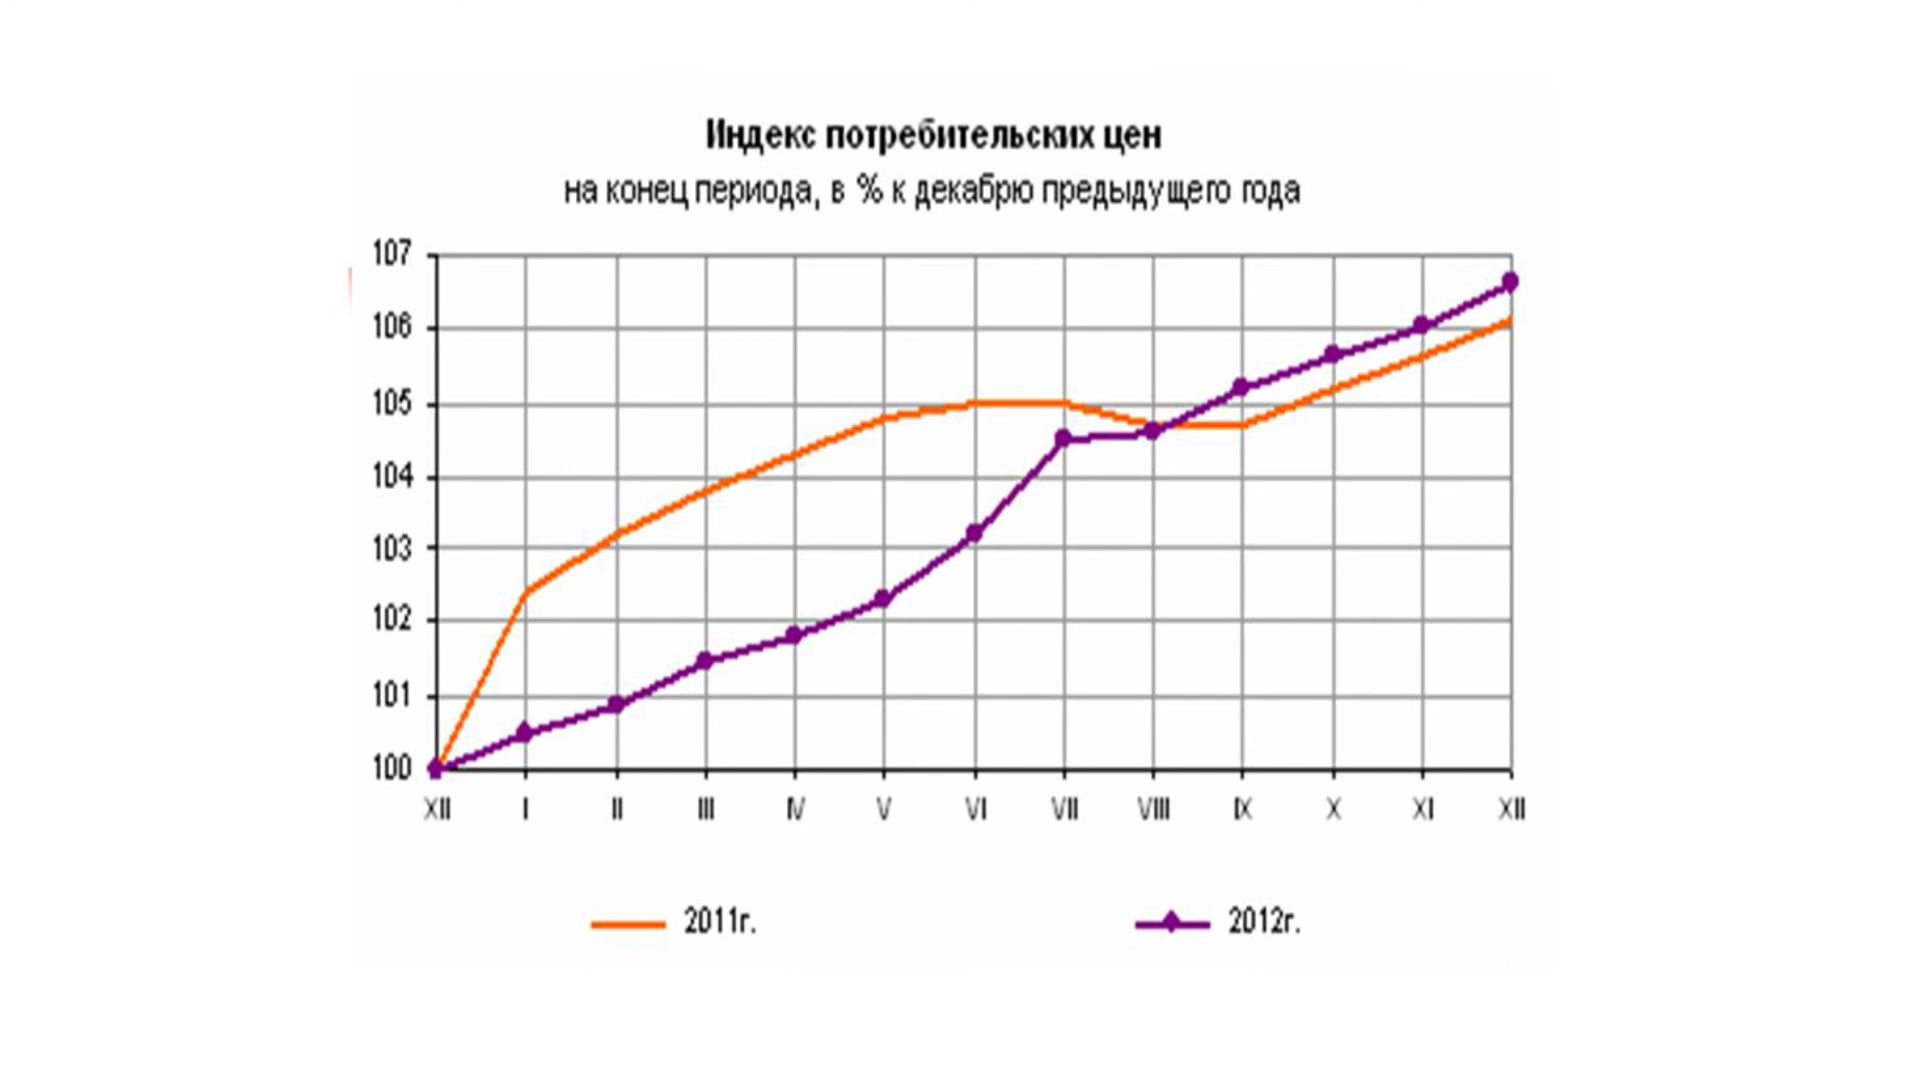 Индекс потребительских цен
на конец периода, в % к декабрю предыдущего года
107
106
105
104
103
102
101
100
XII I II III IV V VI VII VIII IX X XI XII
2011г. 2012г.